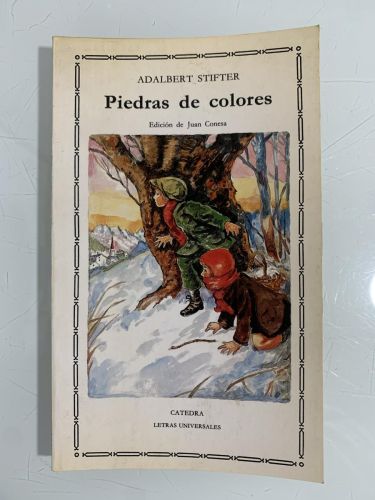 ADALBERT STIFTER
Piedras de colores
Edición de Juan Conesa
CATEDRA
LETRAS UNIVERSALES